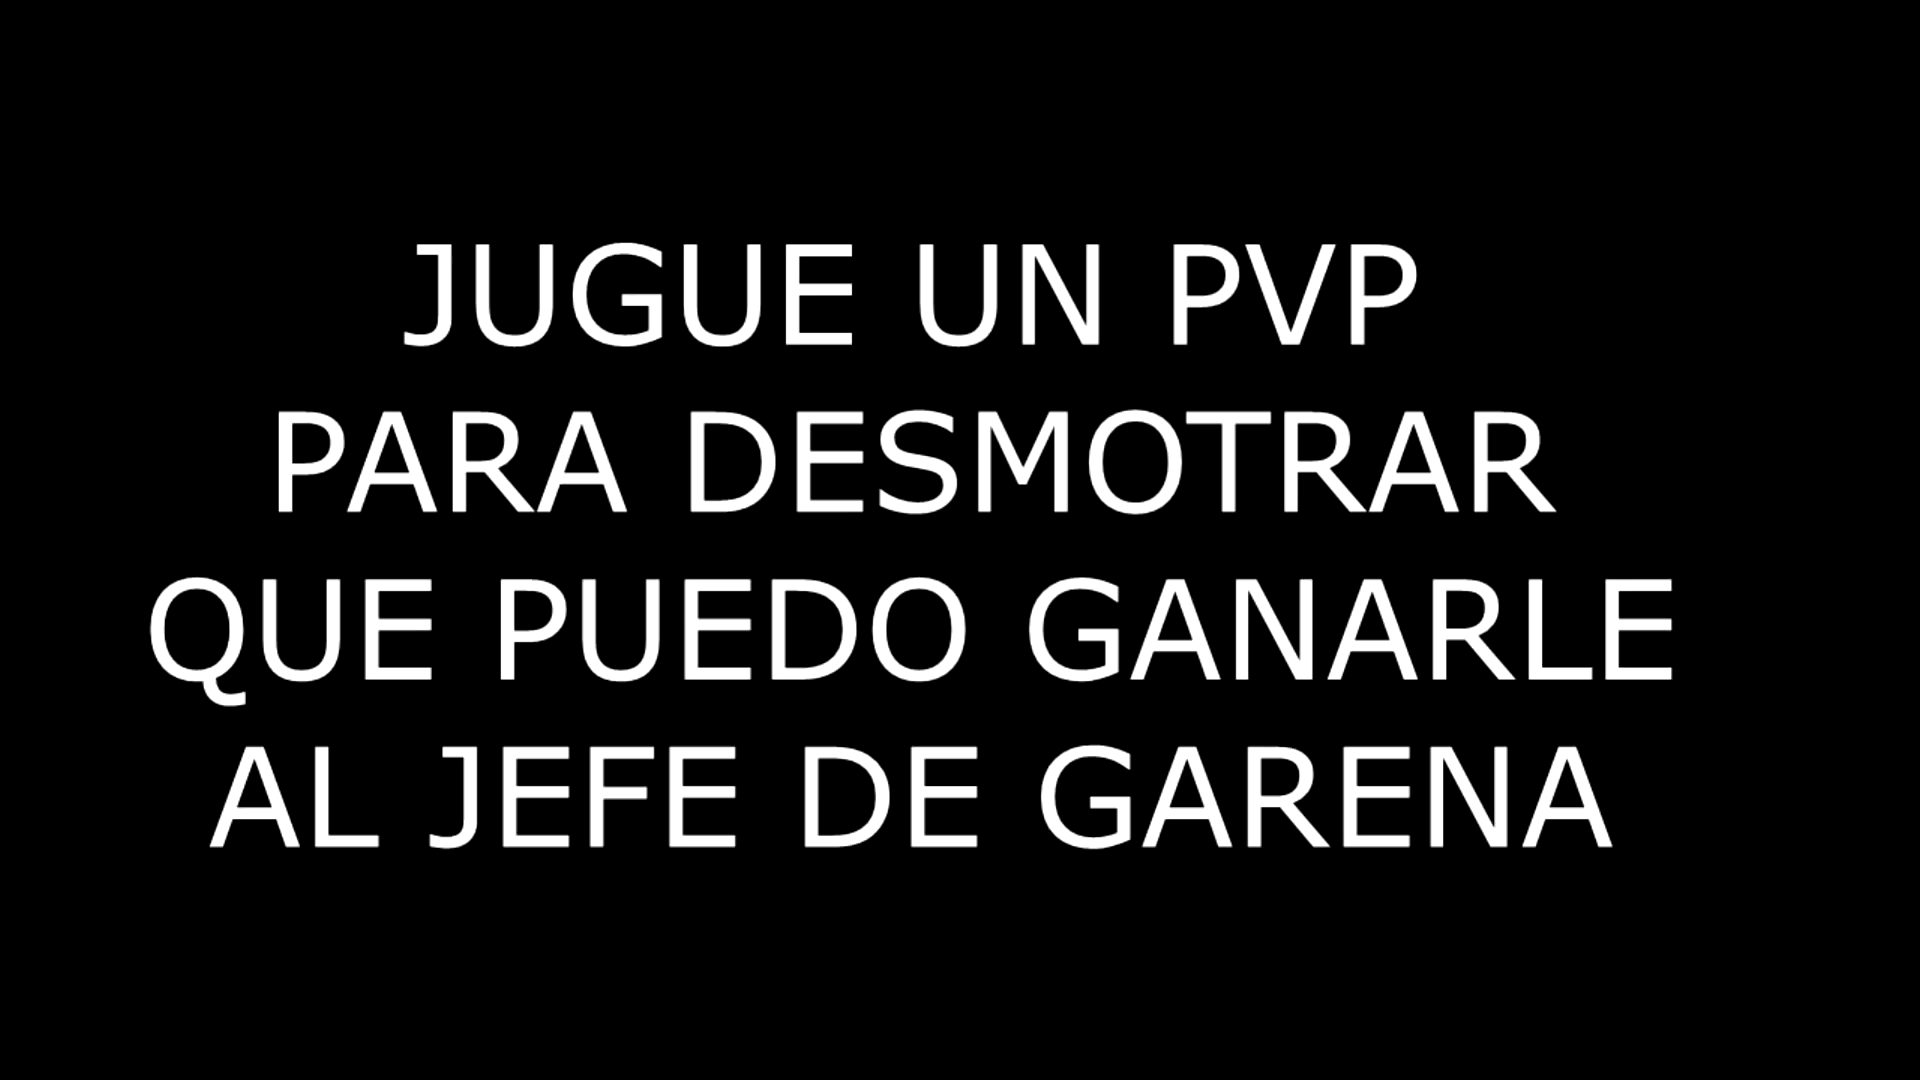 JUGUE UN PVP
PARA DESMOTRAR
QUE PUEDO GANARLE
AL JEFE DE GARENA